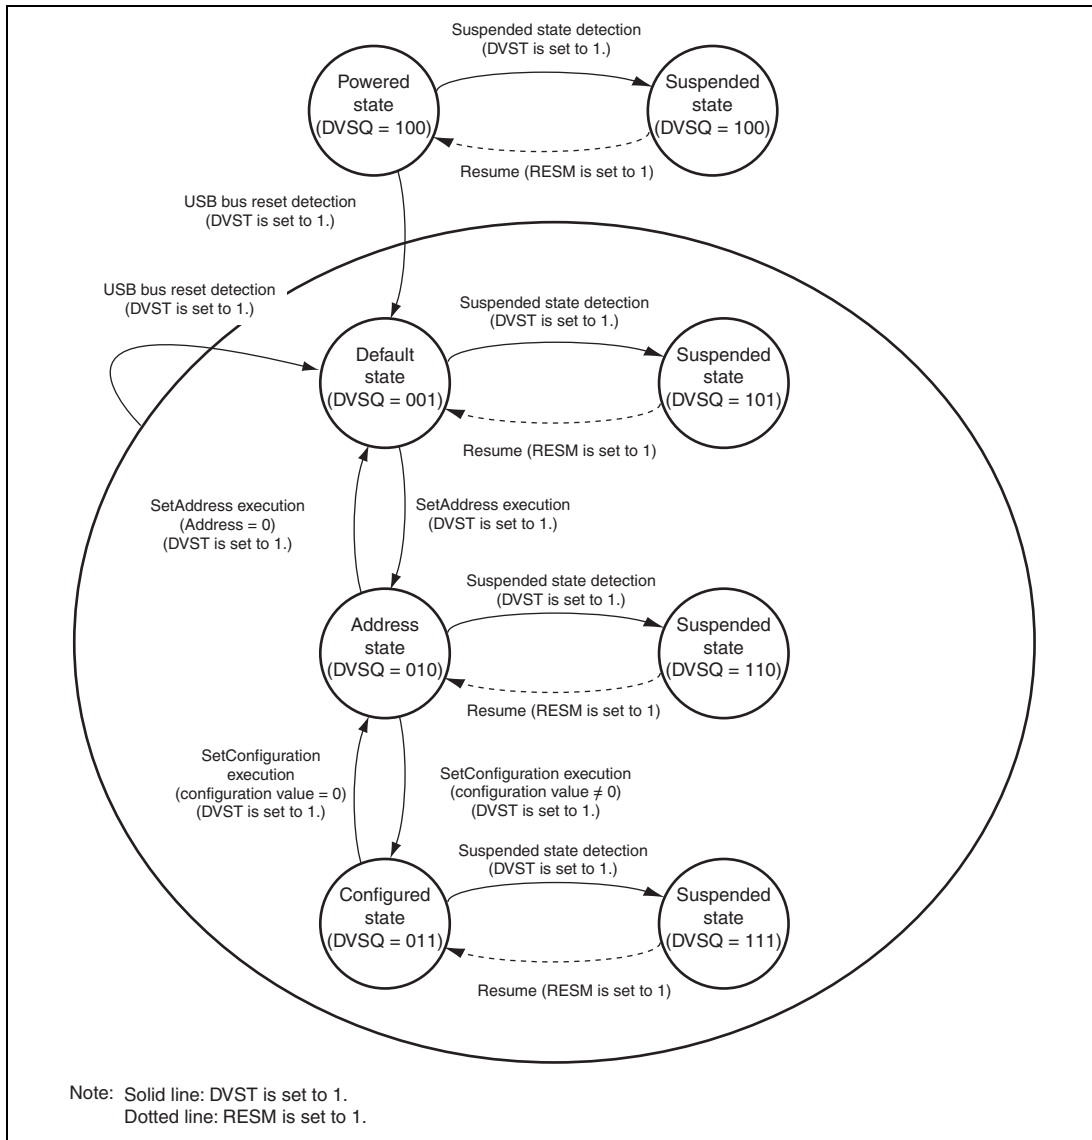 Suspended state detection
(DVST is set to 1.)
Powered
state
(DVSQ = 100)
Suspended
state
(DVSQ = 100)
Resume (RESM is set to 1)
USB bus reset detection
(DVST is set to 1.)
USB bus reset detection
(DVST is set to 1.)
Suspended state detection
(DVST is set to 1.)
Default
state
(DVSQ = 001)
Suspended
state
(DVSQ = 101)
Resume (RESM is set to 1)
SetAddress execution
(Address = 0)
(DVST is set to 1.)
SetAddress execution
(DVST is set to 1.)
Suspended state detection
(DVST is set to 1.)
Address
state
(DVSQ = 010)
Suspended
state
(DVSQ = 110)
Resume (RESM is set to 1)
SetConfiguration
execution
(configuration value = 0)
(DVST is set to 1.)
SetConfiguration execution
(configuration value ≠ 0)
(DVST is set to 1.)
Suspended state detection
(DVST is set to 1.)
Configured
state
(DVSQ = 011)
Suspended
state
(DVSQ = 111)
Resume (RESM is set to 1)
Note: Solid line: DVST is set to 1.
Dotted line: RESM is set to 1.